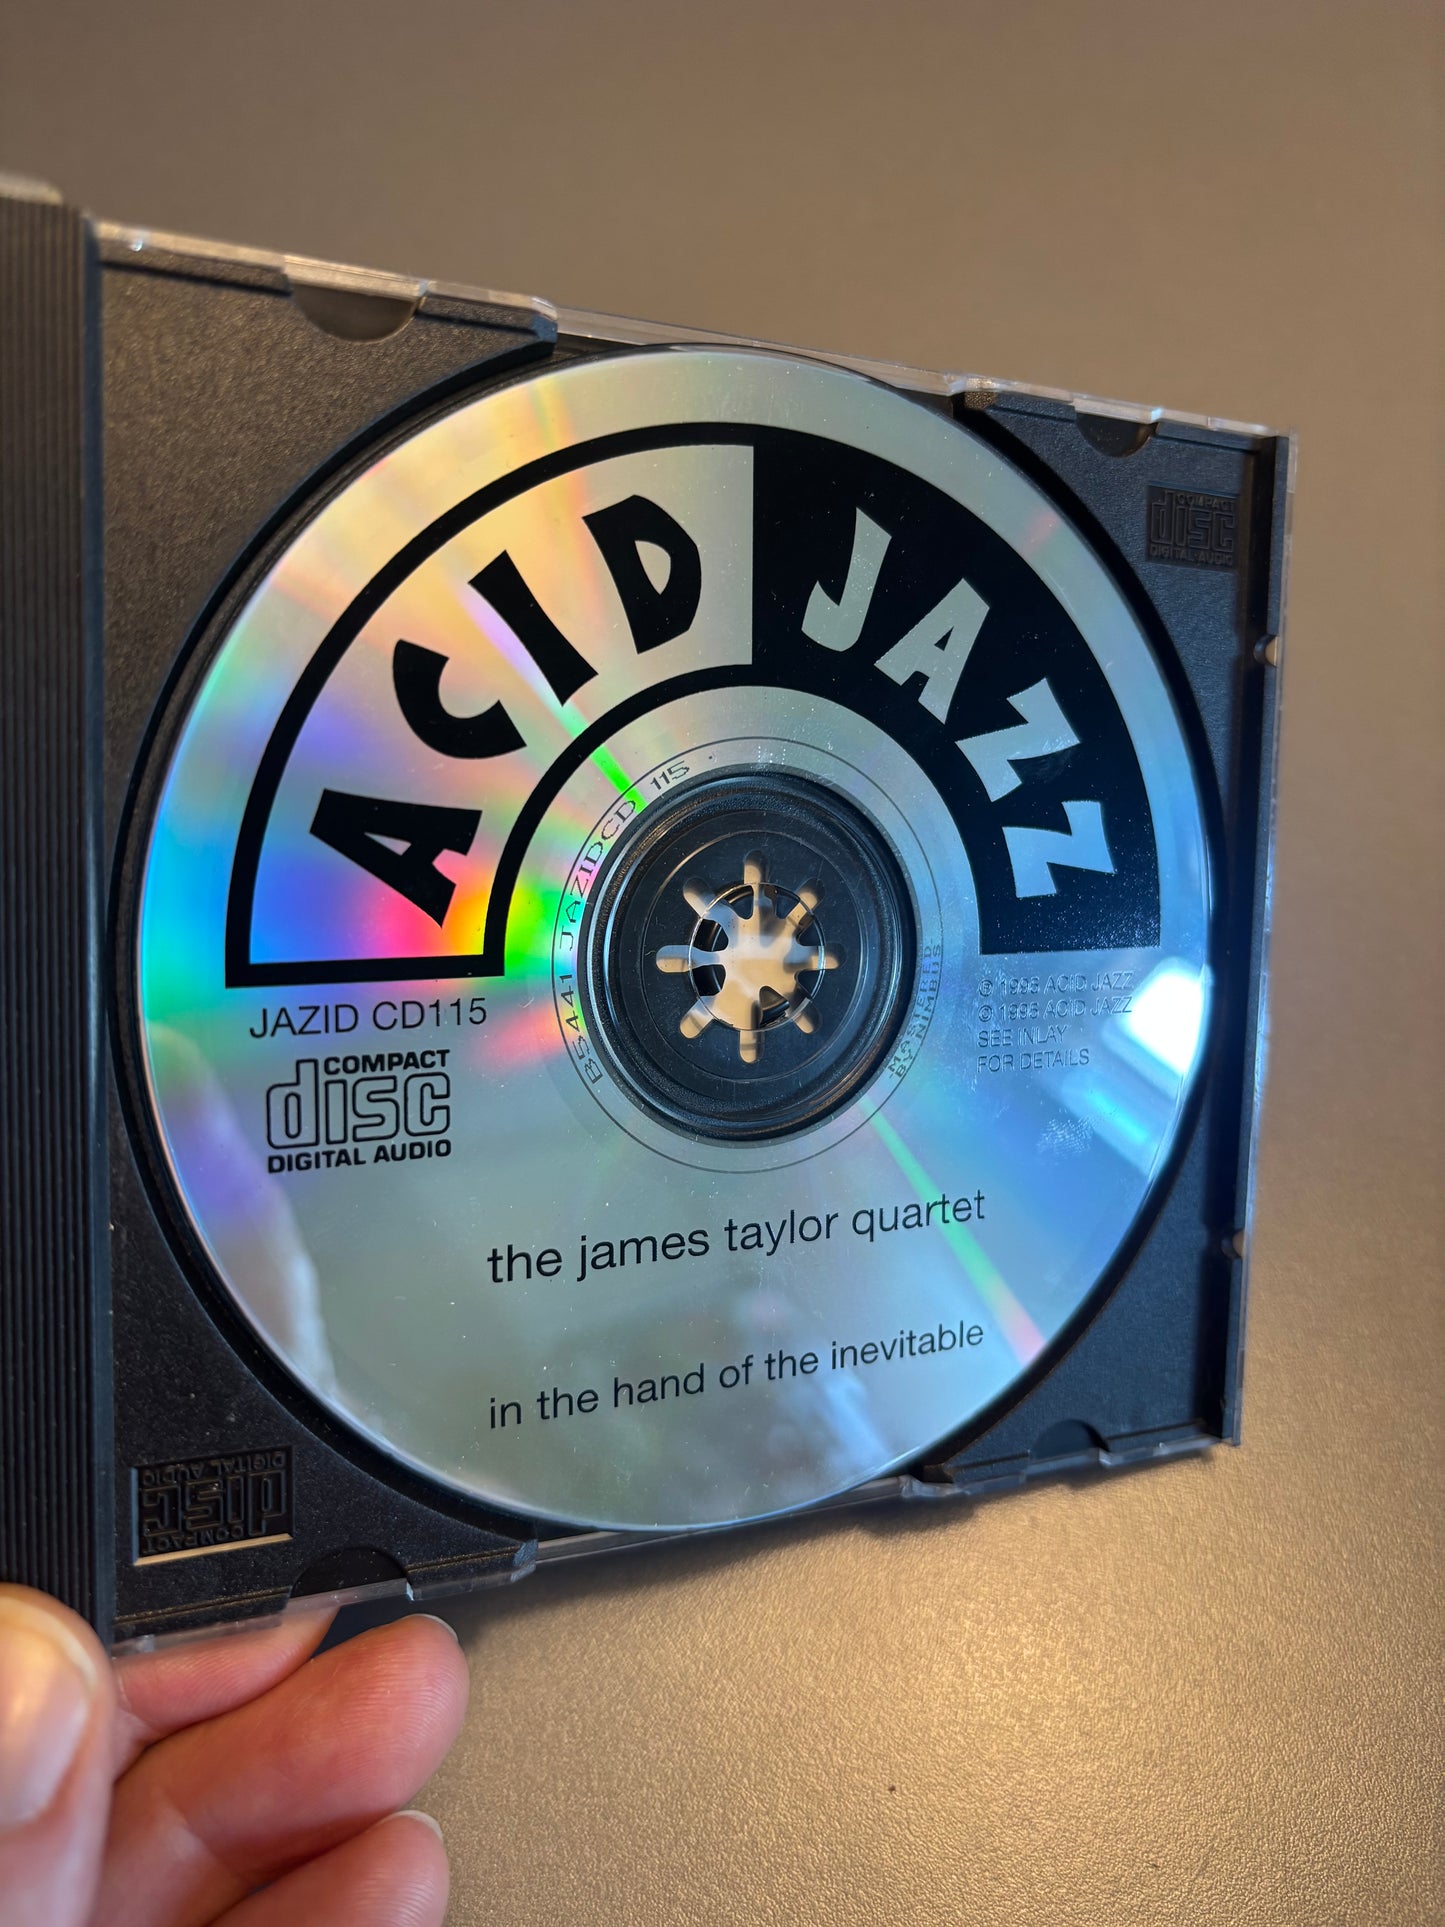 ACID JAZZ
COMPACT
disc
DIGITAL AUDIO
B5441 JAZIDCD 115 ·
MASTERED
BY NIMBUS
JAZID CD115
COMPACT
disc
DIGITAL AUDIO
ACID JAZZ
ACID JAZZ
SEE INLAY
FOR DETAILS
the james taylor quartet
in the hand of the inevitable
COMPACT
disc
DIGITAL AUDIO